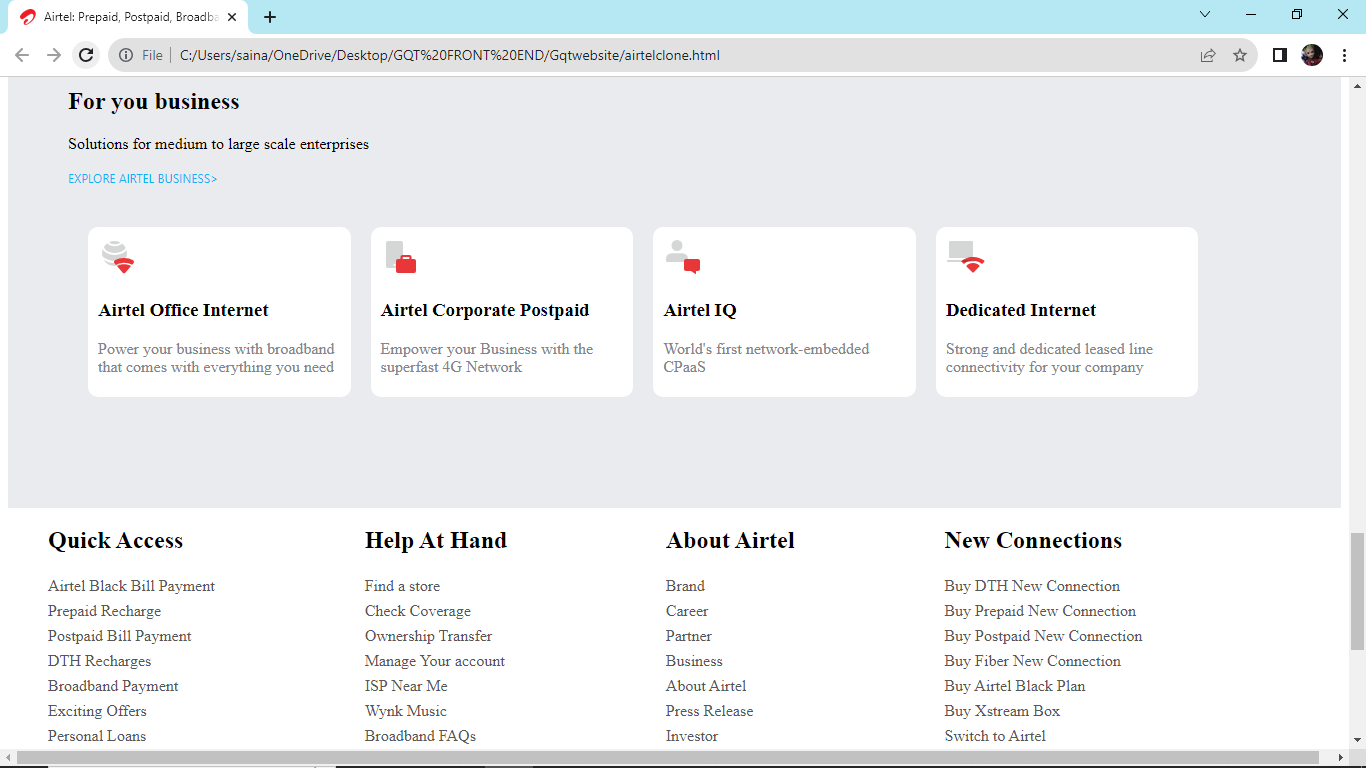 Airtel: Prepaid, Postpaid, Broadba
File
C:/Users/saina/OneDrive/Desktop/GQT%20FRONT%20END/Gqtwebsite/airtelclone.html
For you business
Solutions for medium to large scale enterprises
EXPLORE AIRTEL BUSINESS>
Airtel Office Internet
Power your business with broadband
that comes with everything you need
Airtel Corporate Postpaid
Empower your Business with the
superfast 4G Network
Airtel IQ
World's first network-embedded
CPaaS
Dedicated Internet
Strong and dedicated leased line
connectivity for your company
Quick Access
Airtel Black Bill Payment
Prepaid Recharge
Postpaid Bill Payment
DTH Recharges
Broadband Payment
Exciting Offers
Personal Loans
Help At Hand
Find a store
Check Coverage
Ownership Transfer
Manage Your account
ISP Near Me
Wynk Music
Broadband FAQs
About Airtel
Brand
Career
Partner
Business
About Airtel
Press Release
Investor
New Connections
Buy DTH New Connection
Buy Prepaid New Connection
Buy Postpaid New Connection
Buy Fiber New Connection
Buy Airtel Black Plan
Buy Xstream Box
Switch to Airtel